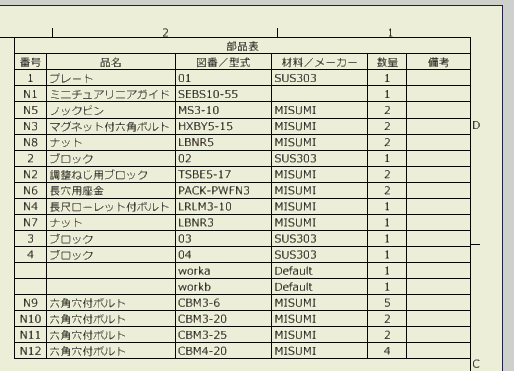 2 1
部品表
番号 品名 図番／型式 材料／メーカー 数量 備考
1 プレート 01 SUS303 1
N1 ミニチュアリニアガイド SEBS10-55 1
N5 ノックピン MS3-10 MISUMI 2
N3 マグネット付六角ボルト HXBY5-15 MISUMI 2
D
N8 ナット LBNR5 MISUMI 2
2 ブロック 02 SUS303 1
N2 調整ねじ用ブロック TSBE5-17 MISUMI 2
N6 長穴用座金 PACK-PWFN3 MISUMI 2
N4 長尺ローレット付ボルト LRLM3-10 MISUMI 1
N7 ナット LBNR3 MISUMI 1
3 ブロック 03 SUS303 1
4 ブロック 04 SUS303 1
worka Default 1
workb Default 1
N9 六角穴付ボルト CBM3-6 MISUMI 5
N10 六角穴付ボルト CBM3-20 MISUMI 2
N11 六角穴付ボルト CBM3-25 MISUMI 2
N12 六角穴付ボルト CBM4-20 MISUMI 4
C